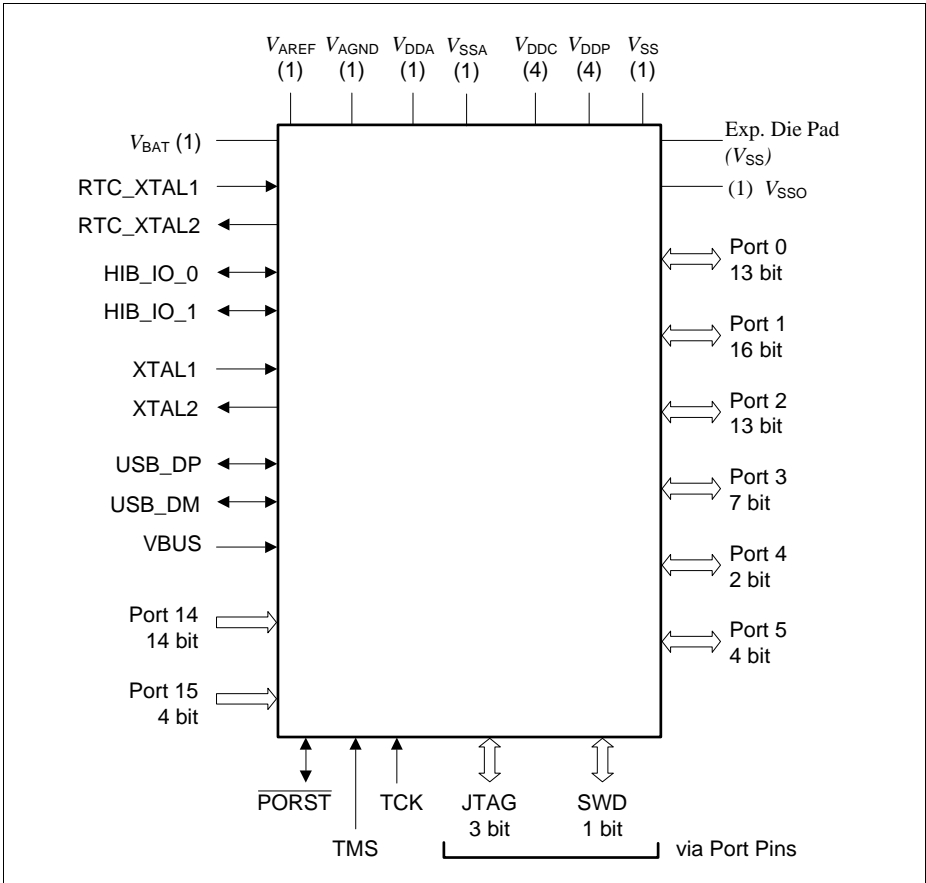 VAREF VAGND VDDA VSSA VDDC VDDP VSS
(1) (1) (1) (1) (4) (4) (1)
VBAT (1)
RTC_XTAL1
RTC_XTAL2
HIB_IO_0
HIB_IO_1
XTAL1
XTAL2
USB_DP
USB_DM
VBUS
Port 14
14 bit
Port 15
4 bit
Exp. Die Pad
(VSS)
(1) VSSO
Port 0
13 bit
Port 1
16 bit
Port 2
13 bit
Port 3
7 bit
Port 4
2 bit
Port 5
4 bit
PORST
TMS
TCK
JTAG
3 bit
SWD
1 bit
via Port Pins